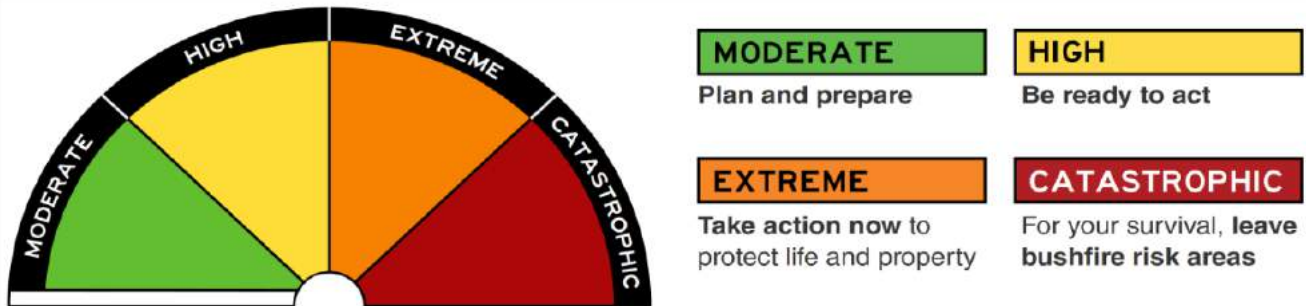 MODERATE
HIGH
EXTREME
CATASTROPHIC
MODERATE
Plan and prepare
HIGH
Be ready to act
EXTREME
Take action now to
protect life and property
CATASTROPHIC
For your survival, leave
bushfire risk areas